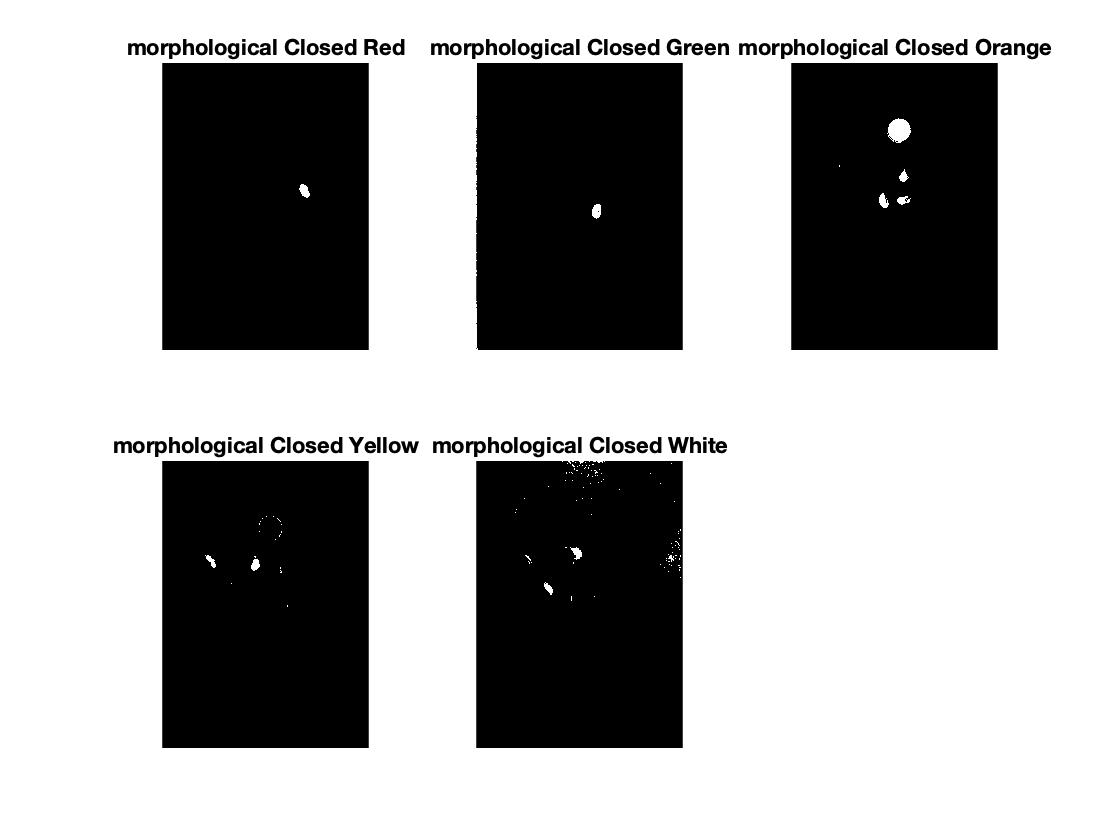 morphological Closed Red
morphological Closed Green
morphological Closed Orange
morphological Closed Yellow
morphological Closed White